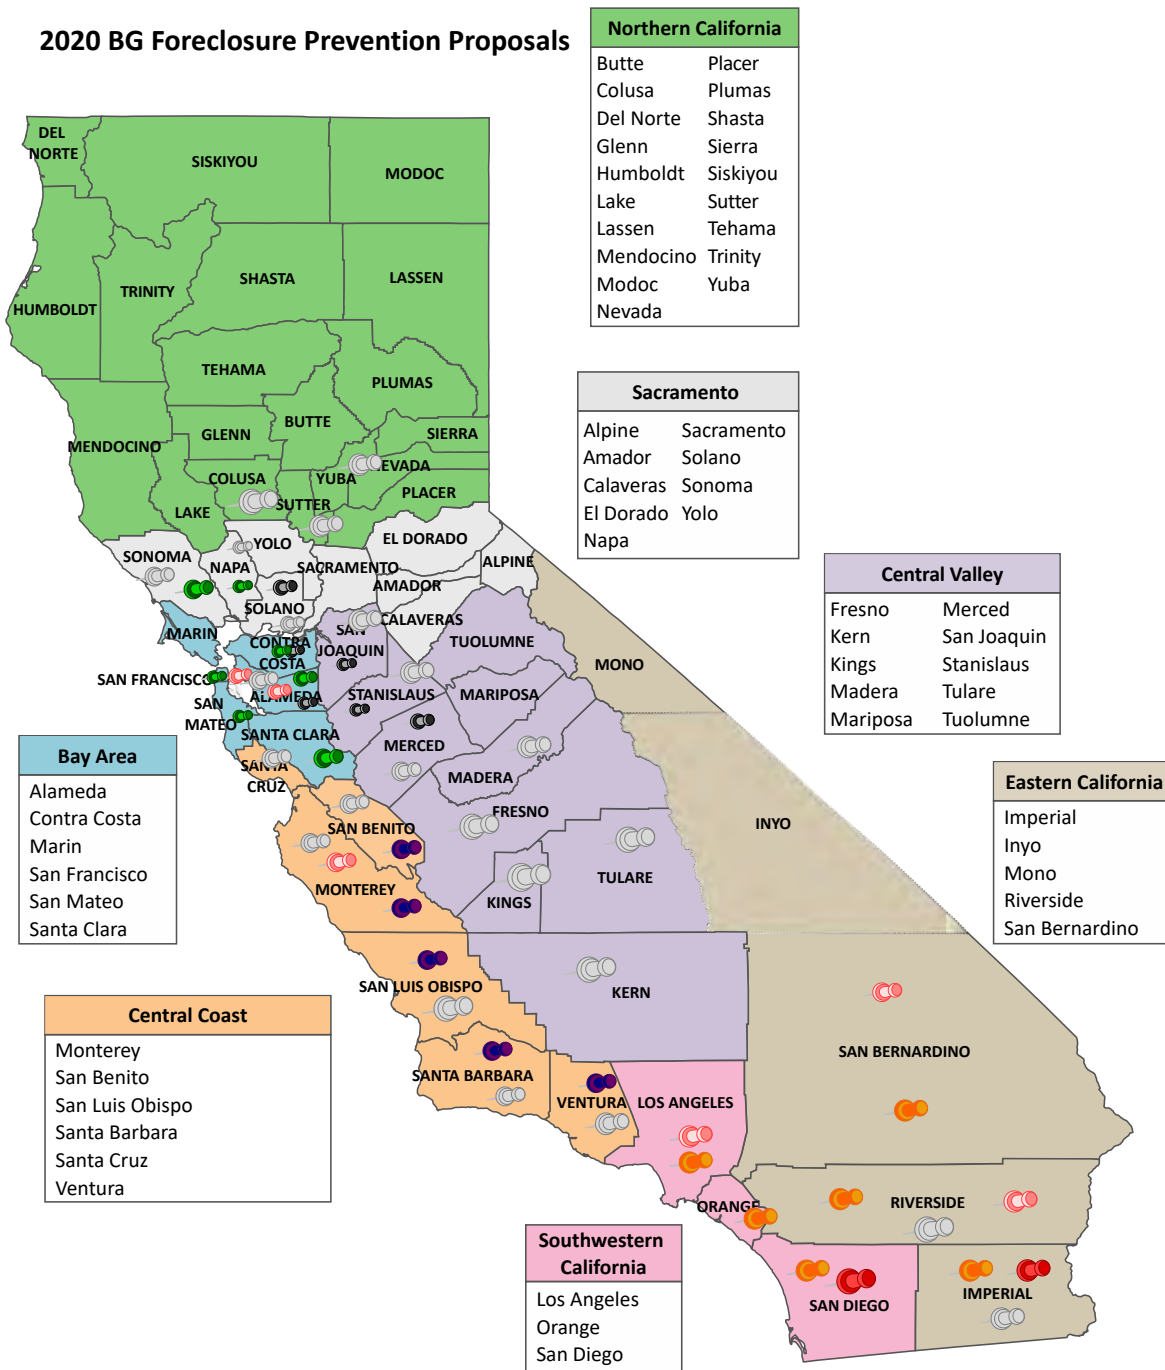 2020 BG Foreclosure Prevention Proposals
Northern California
Butte Placer
Colusa Plumas
Del Norte Shasta
Glenn Sierra
Humboldt Siskiyou
Lake Sutter
Lassen Tehama
Mendocino Trinity
Modoc Yuba
Nevada
DEL
NORTE
SISKIYOU
MODOC
HUMBOLDT
TRINITY
SHASTA
LASSEN
TEHAMA
PLUMAS
MENDOCINO
GLENN
BUTTE
SIERRA
COLUSA
YUBA
NEVADA
LAKE
SUTTER
PLACER
Sacramento
Alpine Sacramento
Amador Solano
Calaveras Sonoma
El Dorado Yolo
Napa
SONOMA
NAPA
YOLO
SACRAMENTO
EL DORADO
ALPINE
AMADOR
SOLANO
CALAVERAS
MARIN
CONTRA
COSTA
SAN
JOAQUIN
TUOLUMNE
MONO
SAN FRANCISCO
ALAMEDA
STANISLAUS
MARIPOSA
SAN
MATEO
SANTA CLARA
MERCED
SANTA
CRUZ
MADERA
FRESNO
INYO
SAN BENITO
MONTEREY
KINGS
TULARE
SAN LUIS OBISPO
KERN
SANTA BARBARA
VENTURA
LOS ANGELES
SAN BERNARDINO
ORANGE
RIVERSIDE
SAN DIEGO
IMPERIAL
Central Valley
Fresno Merced
Kern San Joaquin
Kings Stanislaus
Madera Tulare
Mariposa Tuolumne
Bay Area
Alameda
Contra Costa
Marin
San Francisco
San Mateo
Santa Clara
Eastern California
Imperial
Inyo
Mono
Riverside
San Bernardino
Central Coast
Monterey
San Benito
San Luis Obispo
Santa Barbara
Santa Cruz
Ventura
Southwestern
California
Los Angeles
Orange
San Diego